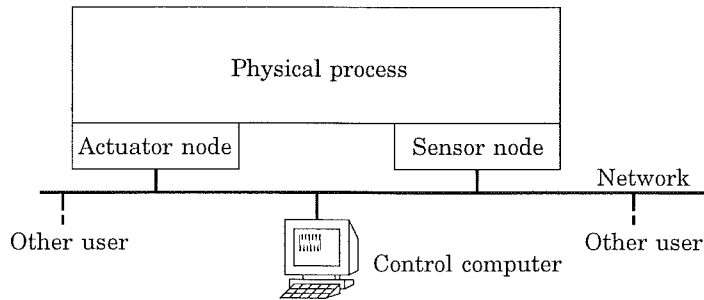 Physical process
Actuator node
Sensor node
Network
Other user
Other user
Control computer